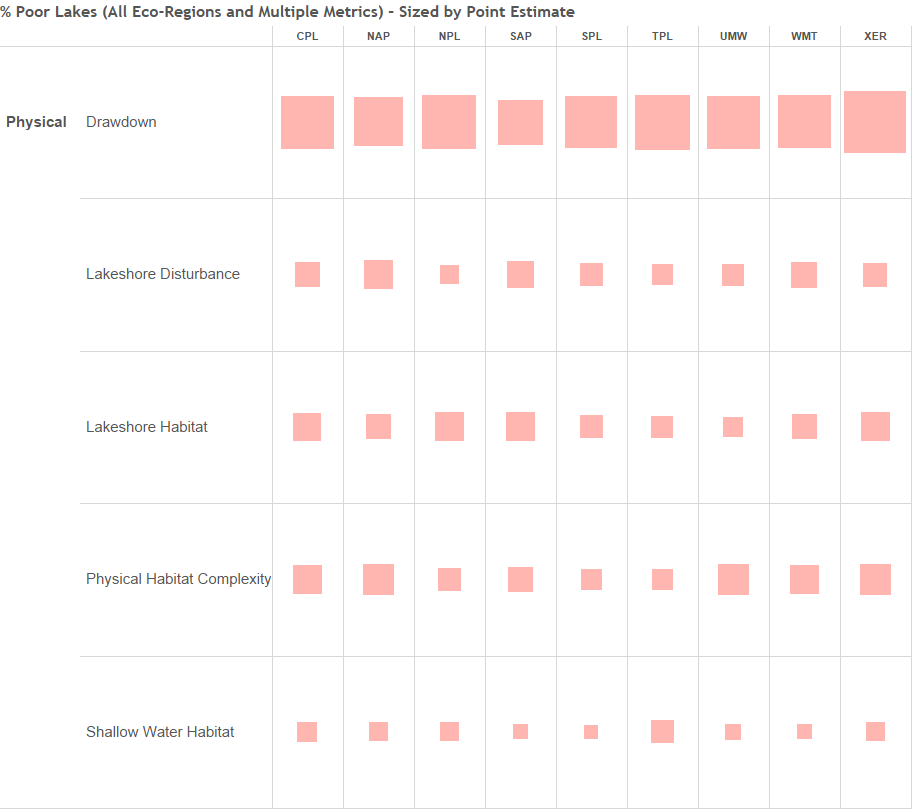 % Poor Lakes (All Eco-Regions and Multiple Metrics) - Sized by Point Estimate
CPL NAP NPL SAP SPL TPL UMW WMT XER
Physical Drawdown
Lakeshore Disturbance
Lakeshore Habitat
Physical Habitat Complexity
Shallow Water Habitat